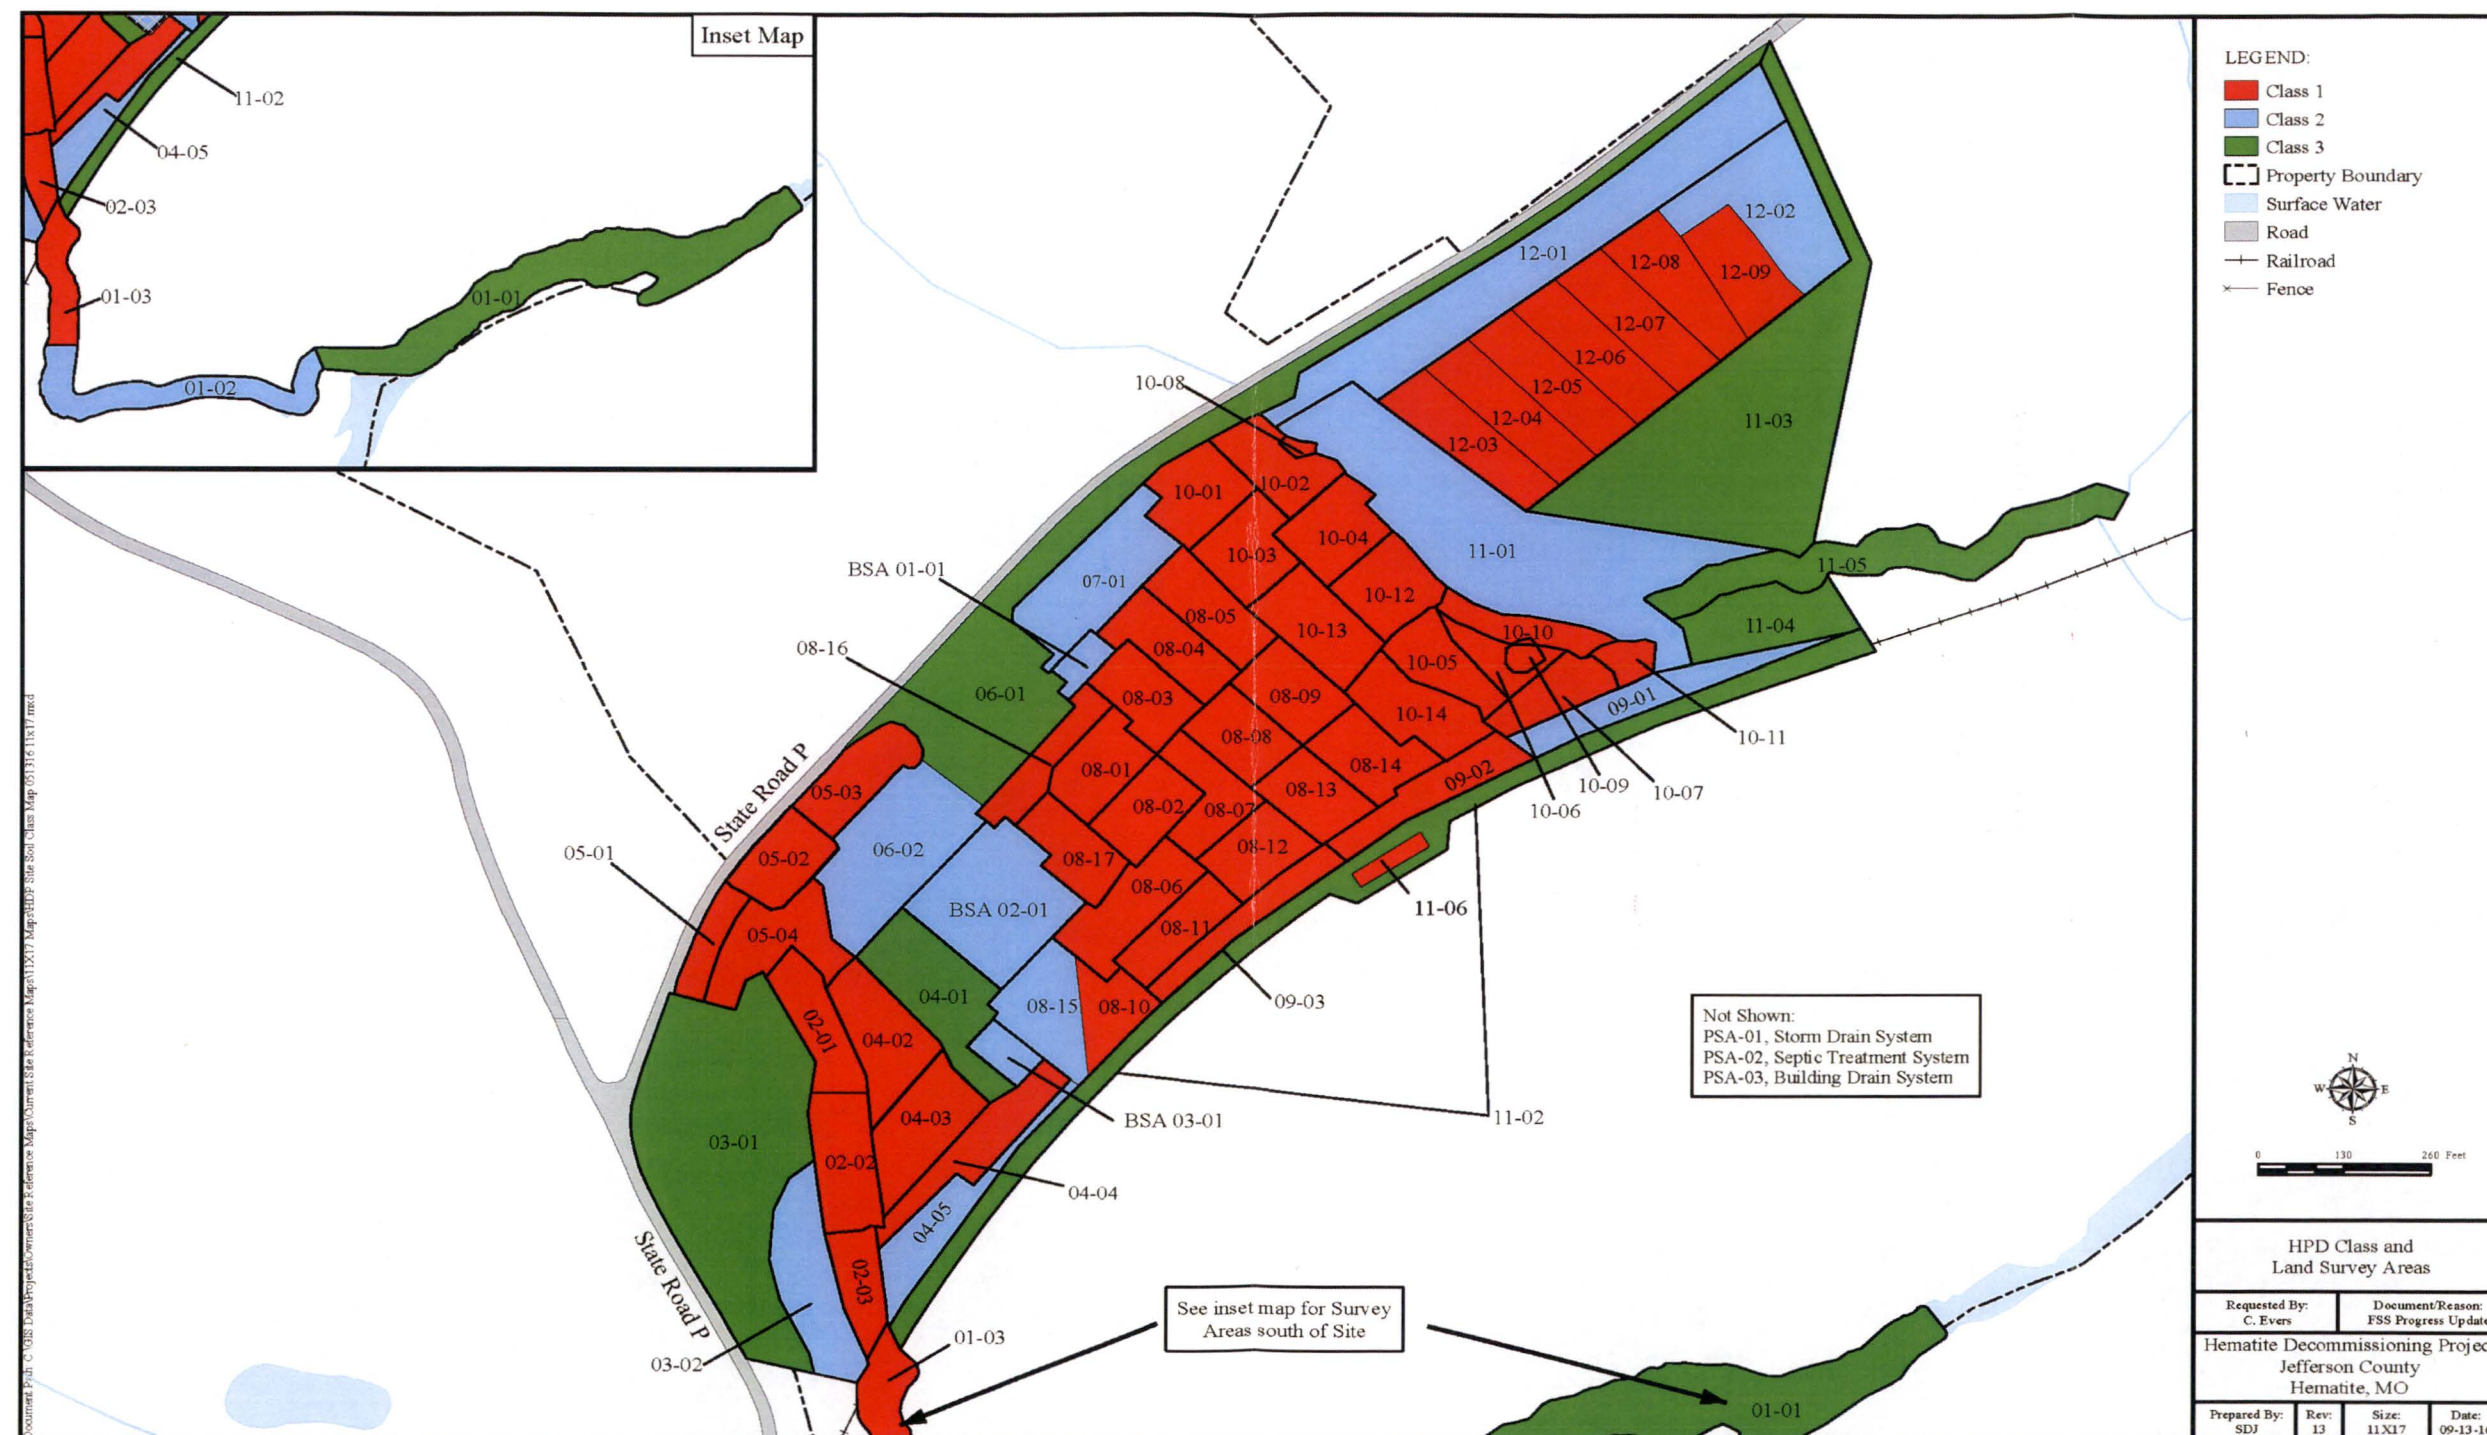 Inset Map
11-02
04-05
02-03
01-03
01-01
01-02
LEGEND:
Class 1
Class 2
Class 3
Property Boundary
Surface Water
Road
Railroad
Fence
12-02
12-01
12-08
12-09
12-07
12-06
12-05
12-04
12-03
11-03
10-08
10-02
10-01
10-04
10-03
11-01
11-05
BSA 01-01
07-01
10-12
08-05
10-13
10-10
11-04
08-16
08-04
10-05
06-01
08-03
08-09
09-01
10-14
08-08
10-11
08-01
08-14
09-02
State Road P
05-03
08-02
08-07
08-13
10-09
10-07
10-06
05-01
05-02
06-02
08-17
08-12
08-06
11-06
BSA 02-01
05-04
08-11
04-01
08-15
08-10
09-03
02-01
04-02
Not Shown:
PSA-01, Storm Drain System
PSA-02, Septic Treatment System
PSA-03, Building Drain System
03-01
04-03
BSA 03-01
11-02
02-02
04-04
04-05
State Road P
02-03
03-02
01-03
See inset map for Survey
Areas south of Site
01-01
N
W E
S
0 130 260 Feet
HPD Class and
Land Survey Areas
Requested By:
C. Evers
Document/Reason:
FSS Progress Update
Hematite Decommissioning Projec
Jefferson County
Hematite, MO
Prepared By:
SDJ
Rev:
13
Size:
11X17
Date:
09-13-1